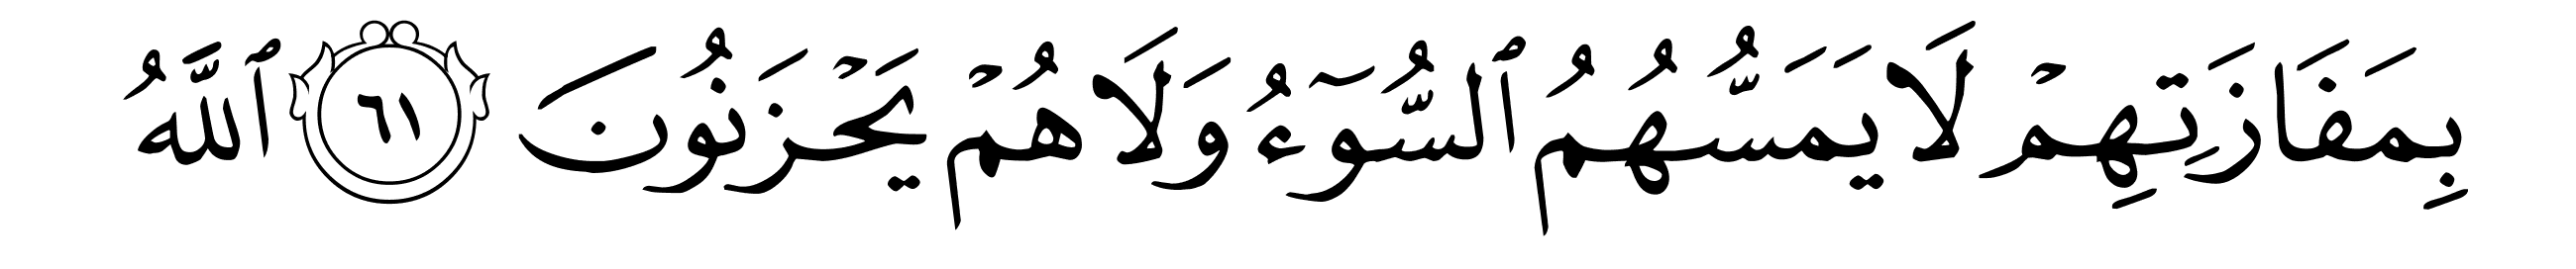 بِمَفَازَتِهِمۡ لَا يَمَسُّهُمُ ٱلسُّوٓءُ وَلَا هُمۡ يَحۡزَنُونَ ٦١ ٱللَّهُ